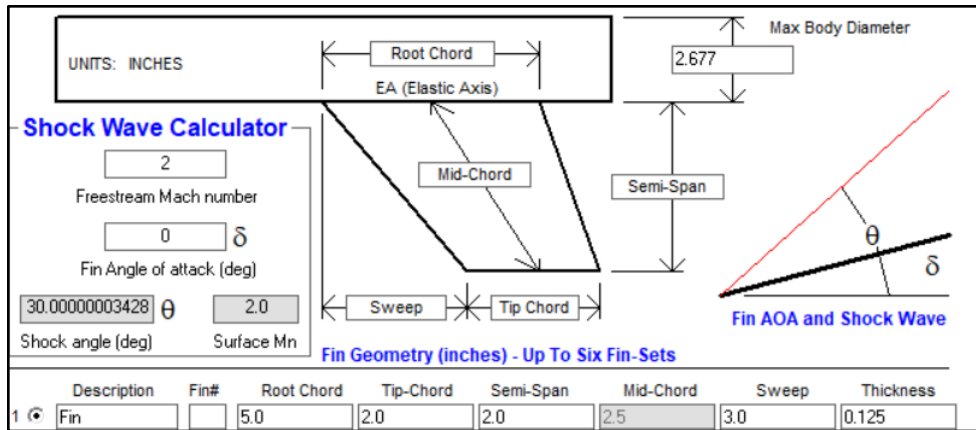 Max Body Diameter
Root Chord
2.677
UNITS: INCHES
EA (Elastic Axis)
Shock Wave Calculator
2
Freestream Mach number
Mid-Chord
Semi-Span
0 δ
Fin Angle of attack (deg)
θ
δ
30.00000003428 θ 2.0
Shock angle (deg) Surface Mn
Sweep Tip Chord
Fin AOA and Shock Wave
Fin Geometry (inches) - Up To Six Fin-Sets
Description Fin# Root Chord Tip-Chord Semi-Span Mid-Chord Sweep Thickness
1 Fin 5.0 2.0 2.0 2.5 3.0 0.125